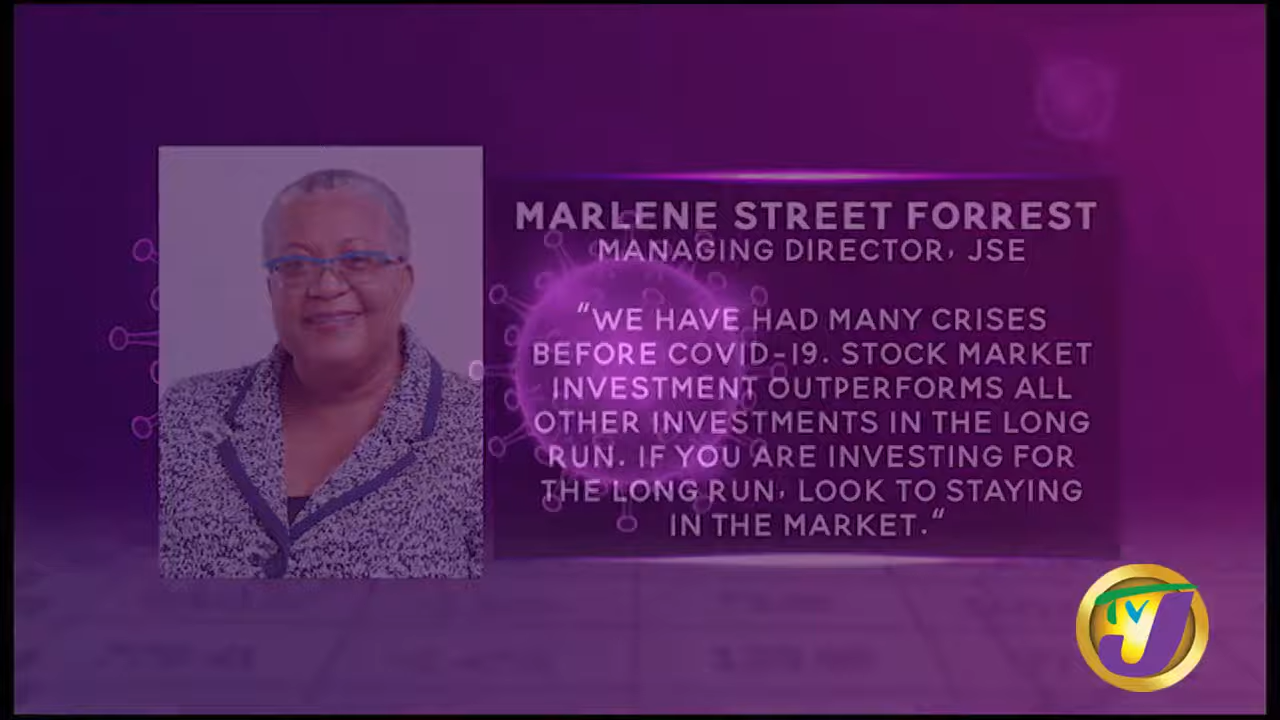 MARLENE STREET FORREST
MANAGING DIRECTOR, JSE
“WE HAVE HAD MANY CRISES
BEFORE COVID-19. STOCK MARKET
INVESTMENT OUTPERFORMS ALL
OTHER INVESTMENTS IN THE LONG
RUN. IF YOU ARE INVESTING FOR
THE LONG RUN, LOOK TO STAYING
IN THE MARKET.“
TVJ